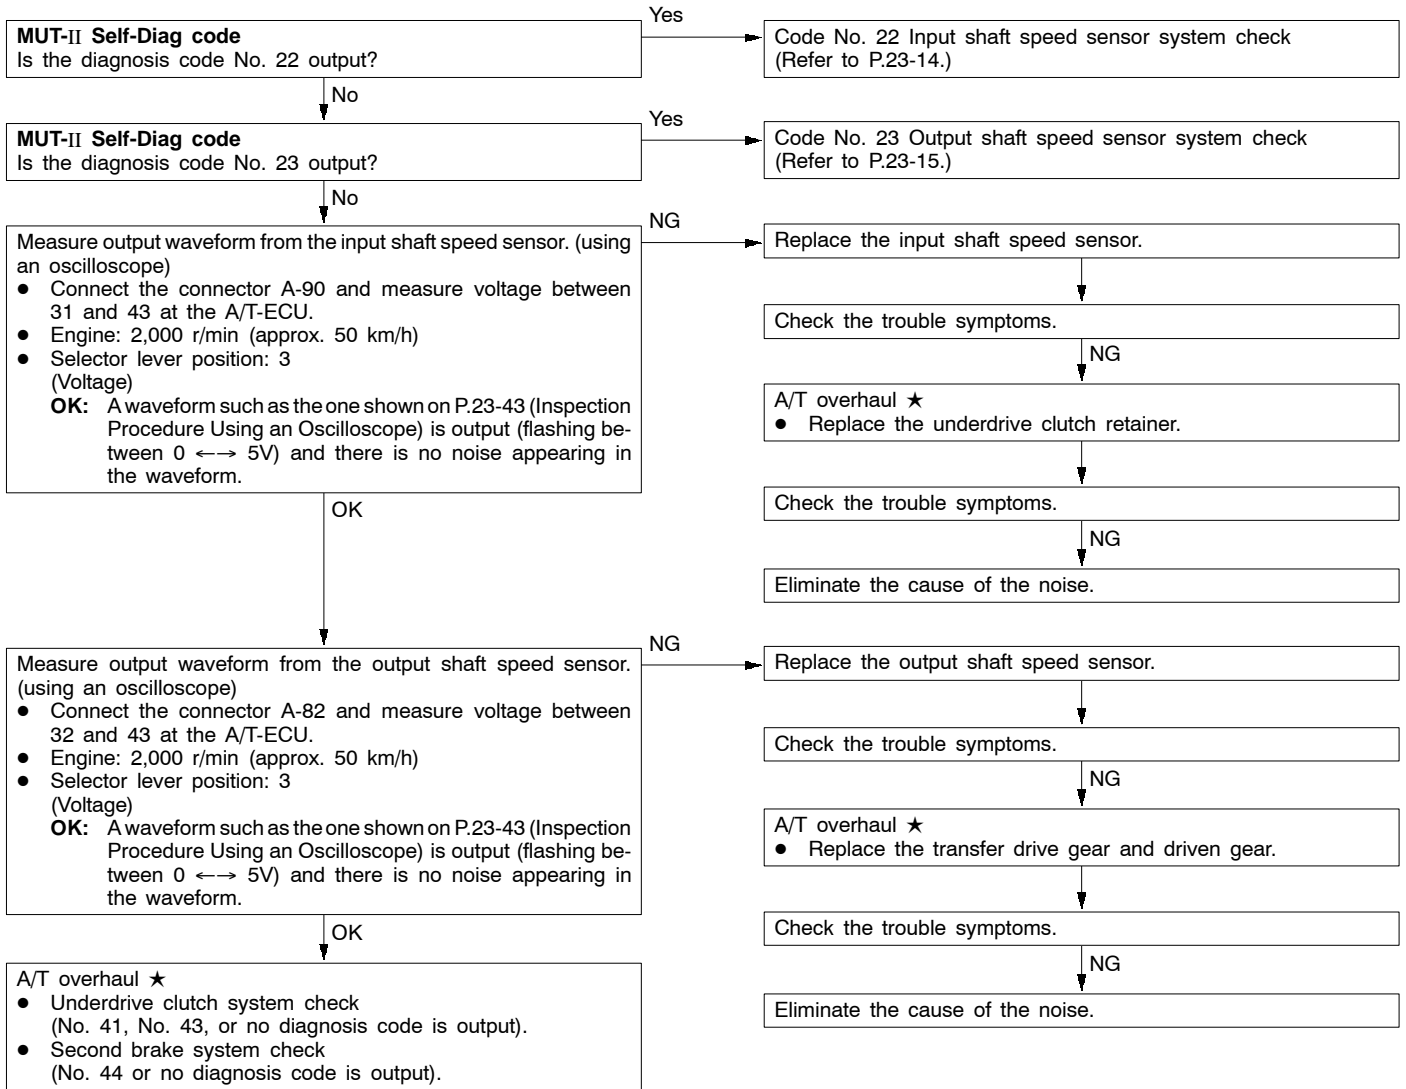 MUT-II Self-Diag code
Is the diagnosis code No. 22 output?
Yes
Code No. 22 Input shaft speed sensor system check
(Refer to P.23-14.)
No
MUT-II Self-Diag code
Is the diagnosis code No. 23 output?
Yes
Code No. 23 Output shaft speed sensor system check
(Refer to P.23-15.)
No
Measure output waveform from the input shaft speed sensor. (using
an oscilloscope)
● Connect the connector A-90 and measure voltage between
31 and 43 at the A/T-ECU.
● Engine: 2,000 r/min (approx. 50 km/h)
● Selector lever position: 3
(Voltage)
OK: A waveform such as the one shown on P.23-43 (Inspection
Procedure Using an Oscilloscope) is output (flashing be-
tween 0 ←→ 5V) and there is no noise appearing in
the waveform.
NG
Replace the input shaft speed sensor.
Check the trouble symptoms.
NG
A/T overhaul ★
● Replace the underdrive clutch retainer.
Check the trouble symptoms.
NG
Eliminate the cause of the noise.
OK
Measure output waveform from the output shaft speed sensor.
(using an oscilloscope)
● Connect the connector A-82 and measure voltage between
32 and 43 at the A/T-ECU.
● Engine: 2,000 r/min (approx. 50 km/h)
● Selector lever position: 3
(Voltage)
OK: A waveform such as the one shown on P.23-43 (Inspection
Procedure Using an Oscilloscope) is output (flashing be-
tween 0 ←→ 5V) and there is no noise appearing in
the waveform.
NG
Replace the output shaft speed sensor.
Check the trouble symptoms.
NG
A/T overhaul ★
● Replace the transfer drive gear and driven gear.
Check the trouble symptoms.
NG
Eliminate the cause of the noise.
OK
A/T overhaul ★
● Underdrive clutch system check
(No. 41, No. 43, or no diagnosis code is output).
● Second brake system check
(No. 44 or no diagnosis code is output).